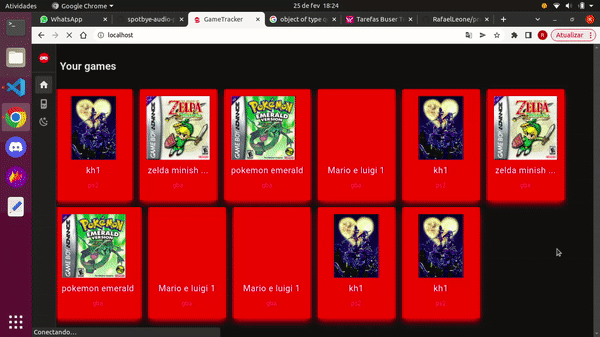 Atividades Google Chrome 25 de fev 18:24
WhatsApp spotbye-audio- GameTracker object of type q Tarefas Buser T RafaelLeone/p
localhost Atualizar
Your games
kh1 zelda minish ... pokemon emerald Mario e luigi 1 kh1 zelda minish ...
ps2 gba gba gba ps2 gba
pokemon emerald Mario e luigi 1 Mario e luigi 1 kh1 kh1
gba gba gba ps2 ps2
Conectando...